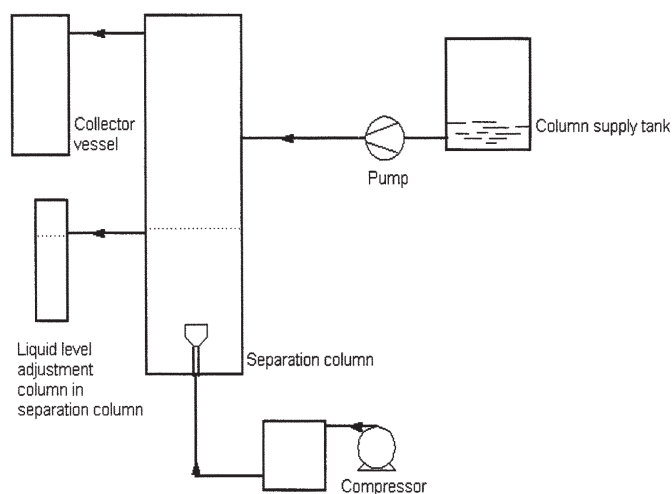 Collector
vessel
Column supply tank
Pump
Liquid level
adjustment
column in
separation column
Separation column
Compressor